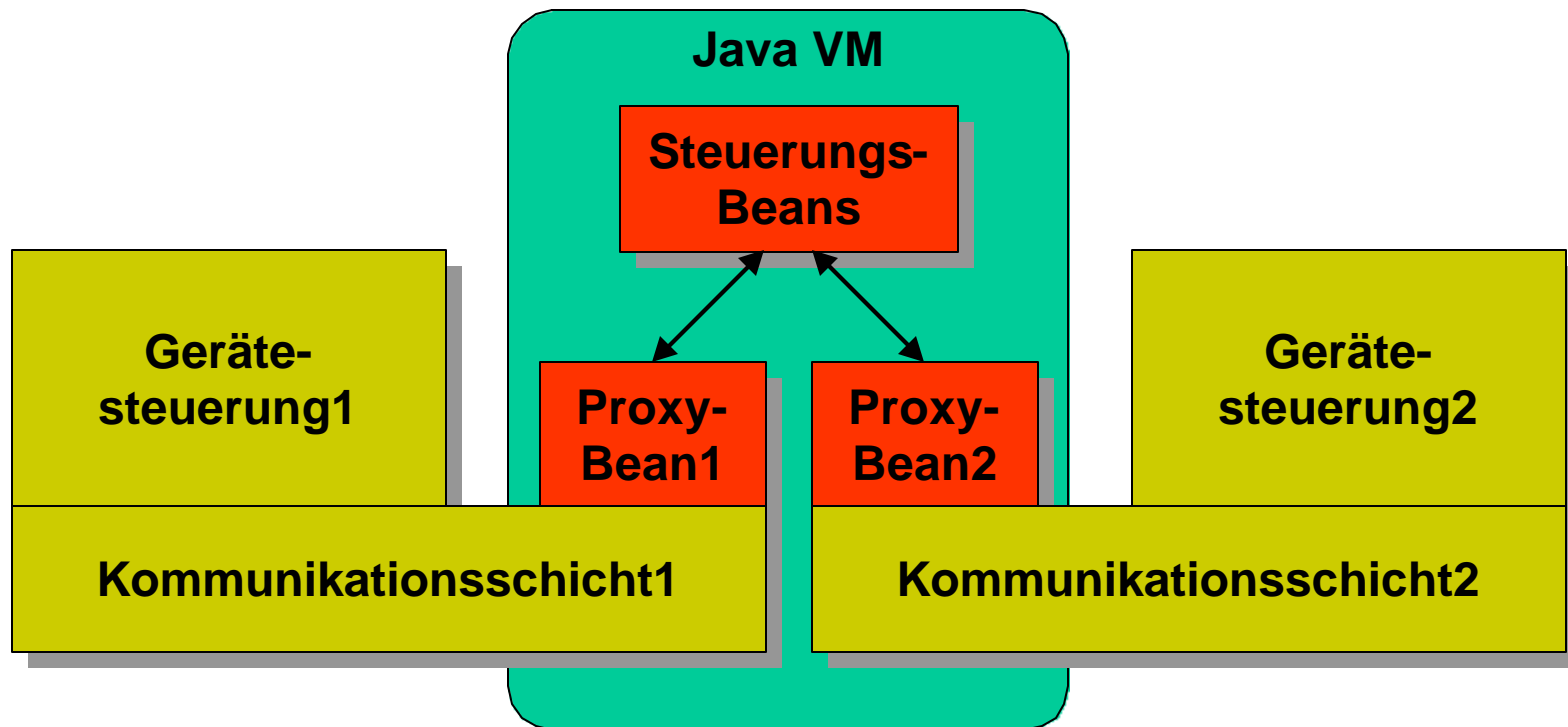 Java VM
Steuerungs-
Beans
Geräte-
steuerung1
Proxy-
Bean1
Proxy-
Bean2
Geräte-
steuerung2
Kommunikationsschicht1
Kommunikationsschicht2